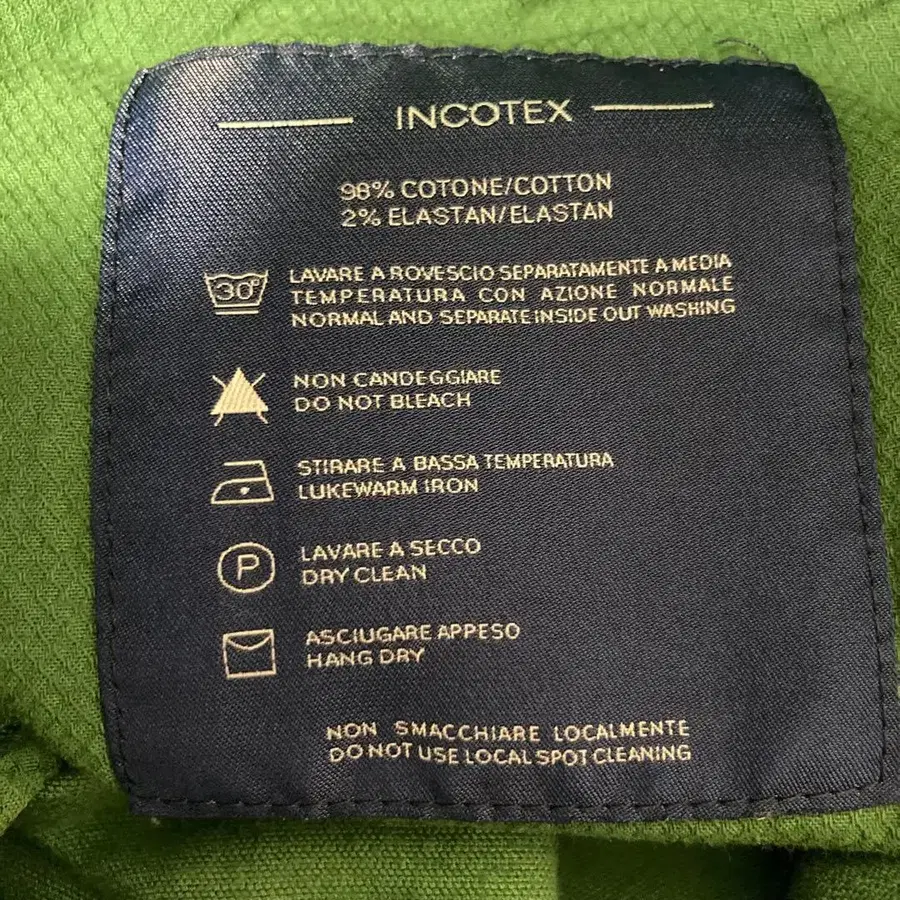 INCOTEX
98% COTONE/COTTON
2% ELASTAN/ELASTAN
30° LAVARE A ROVESCIO SEPARATAMENTE A MEDIA
TEMPERATURA CON AZIONE NORMALE
NORMAL AND SEPARATE INSIDE OUT WASHING
NON CANDEGGIARE
DO NOT BLEACH
STIRARE A BASSA TEMPERATURA
LUKEWARM IRON
P LAVARE A SECCO
DRY CLEAN
ASCIUGARE APPESO
HANG DRY
NON SMACCHIARE LOCALMENTE
DO NOT USE LOCAL SPOT CLEANING